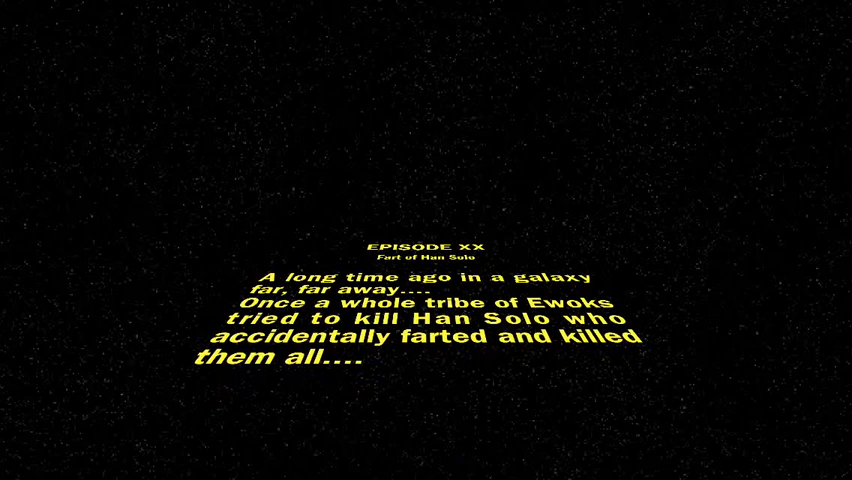 EPISODE XX
Fart of Han Solo
A long time ago in a galaxy
far, far away....
Once a whole tribe of Ewoks
tried to kill Han Solo who
accidentally farted and killed
them all....